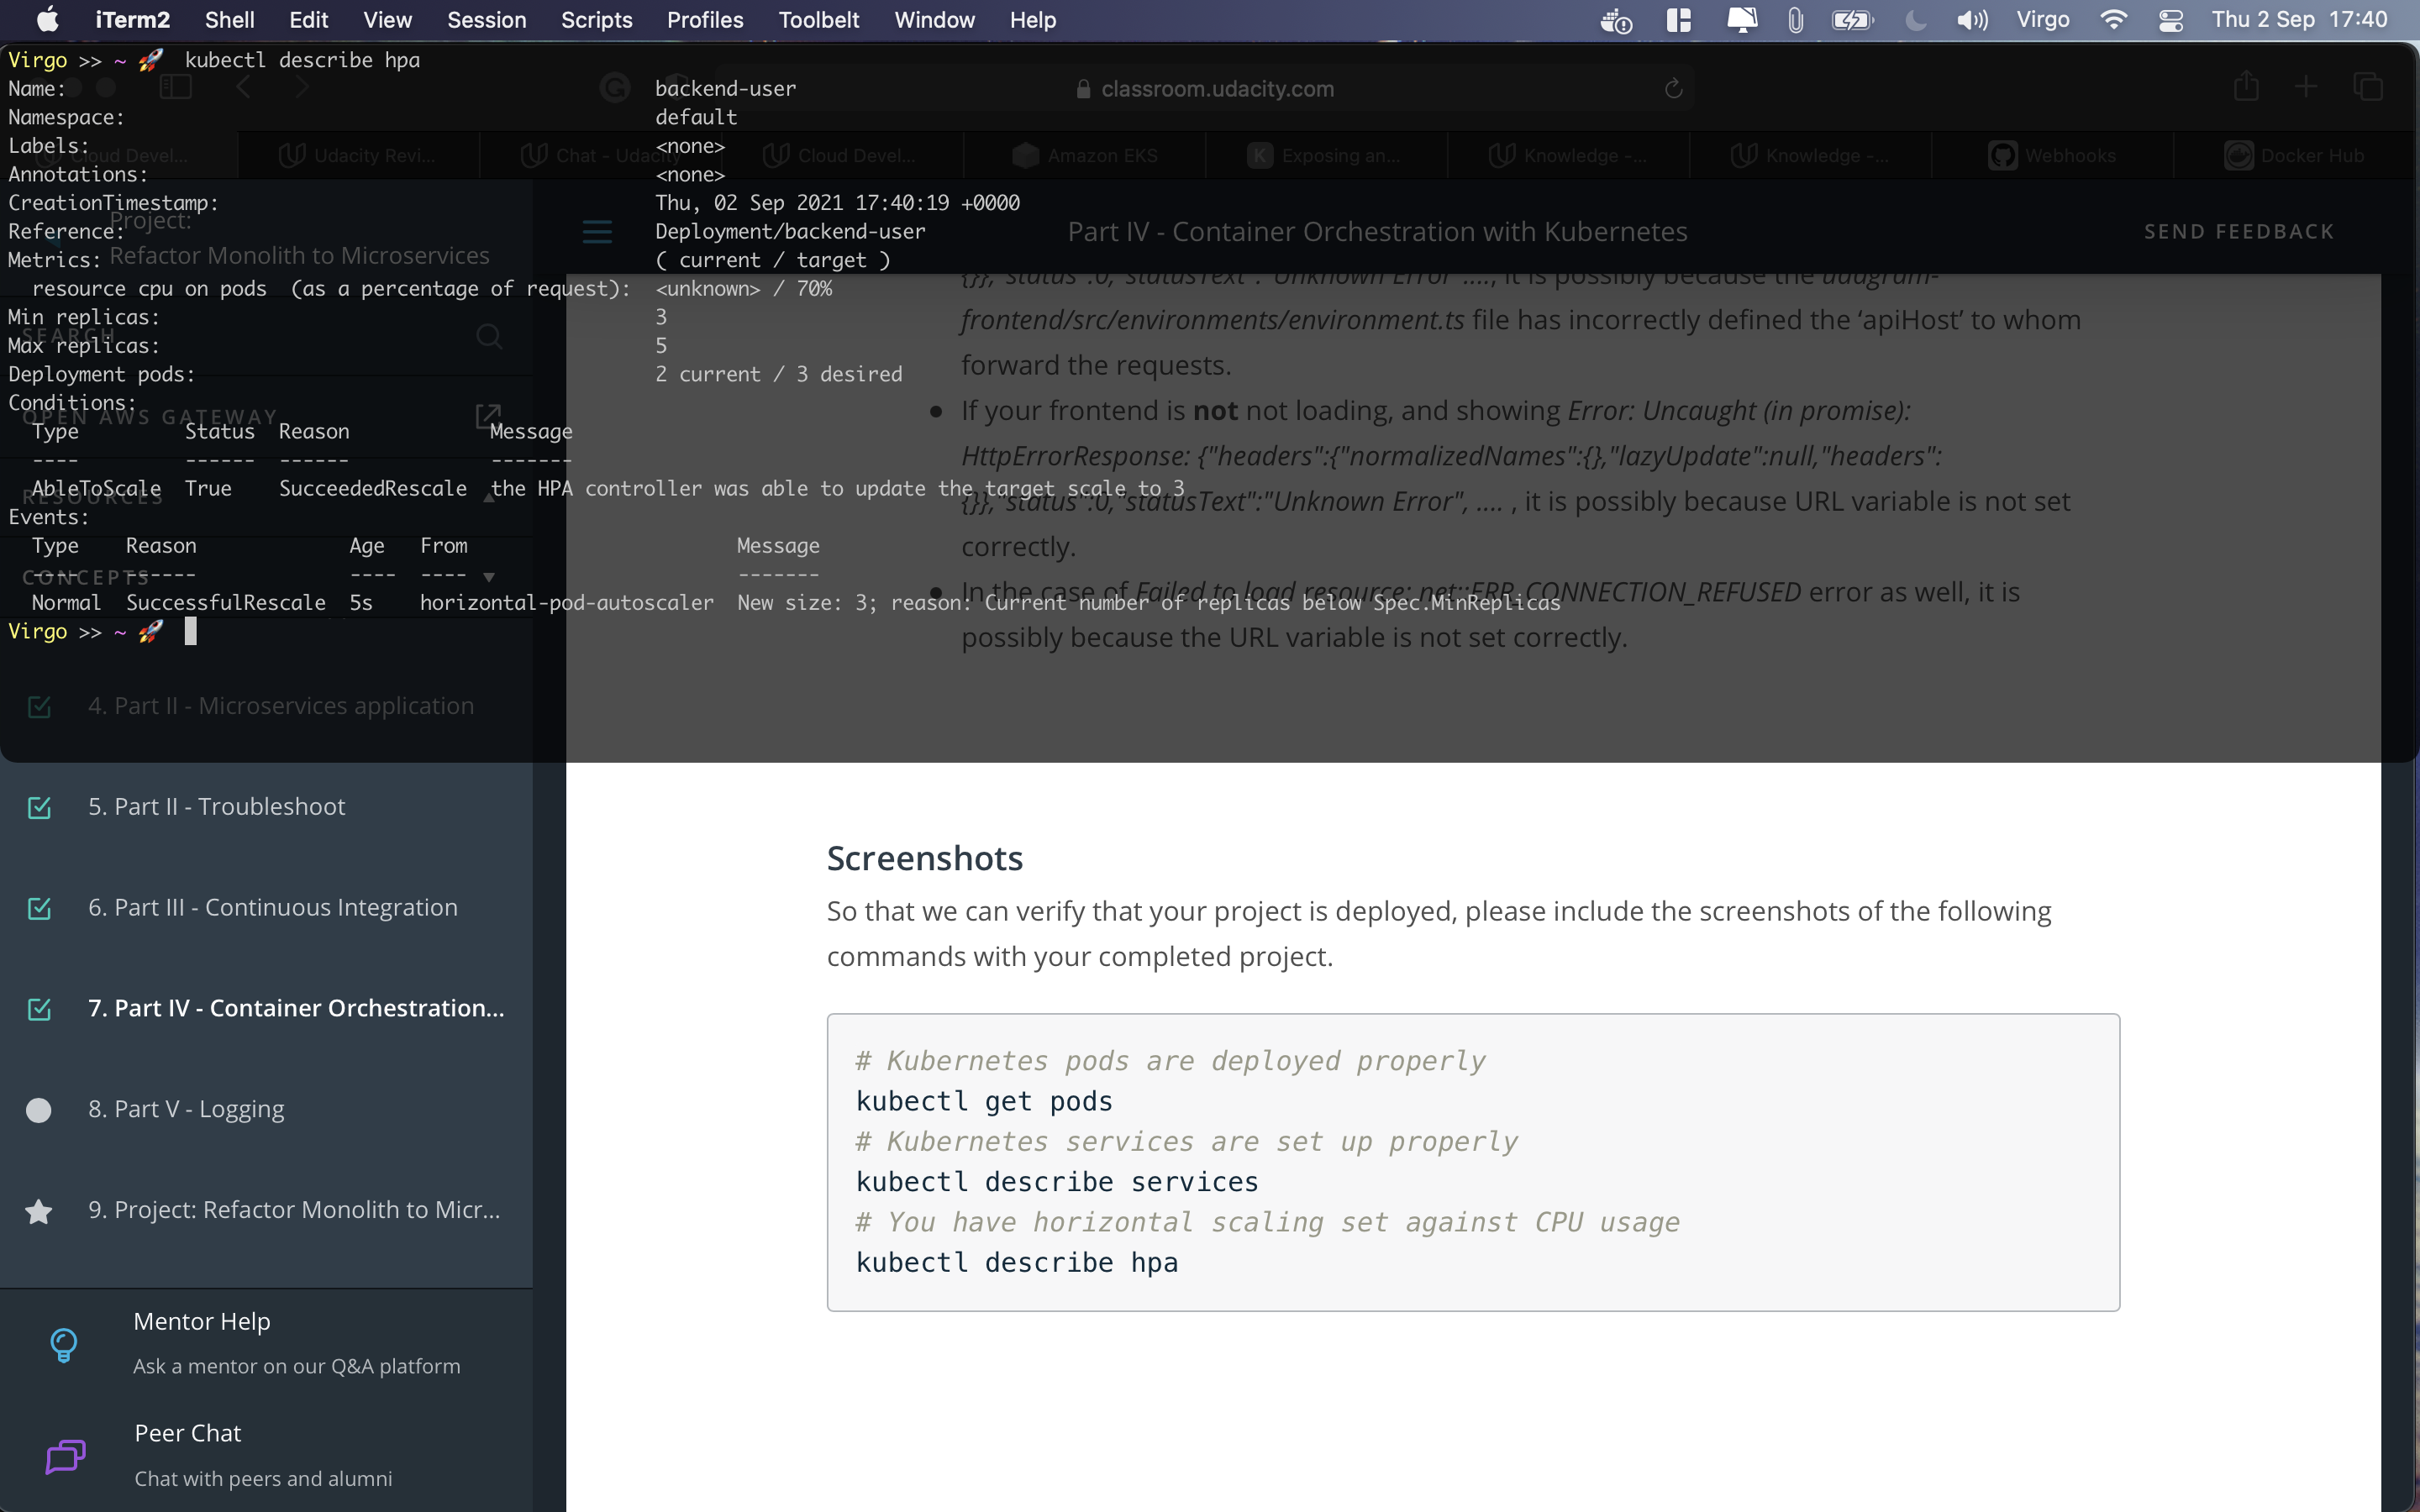 iTerm2 Shell Edit View Session Scripts Profiles Toolbelt Window Help Virgo Thu 2 Sep 17:40
Virgo >> ~ 🚀 kubectl describe hpa
Name: backend-user
Namespace: default
Labels: <none>
Annotations: <none>
CreationTimestamp: Thu, 02 Sep 2021 17:40:19 +0000
Reference: Deployment/backend-user
Metrics: ( current / target )
resource cpu on pods (as a percentage of request): <unknown> / 70%
Min replicas: 3
Max replicas: 5
Deployment pods: 2 current / 3 desired
Conditions:
Type Status Reason Message
---- ------ ------ -------
AbleToScale True SucceededRescale the HPA controller was able to update the target scale to 3
Events:
Type Reason Age From Message
---- ------ ---- ---- -------
Normal SuccessfulRescale 5s horizontal-pod-autoscaler New size: 3; reason: Current number of replicas below Spec.MinReplicas
Virgo >> ~ 🚀
classroom.udacity.com
Cloud Devel... Udacity Revi... Chat - Udacity Cloud Devel... Amazon EKS Exposing an... Knowledge -... Knowledge -... Webhooks Docker Hub
Project:
Refactor Monolith to Microservices
Part IV - Container Orchestration with Kubernetes
SEND FEEDBACK
SEARCH
OPEN AWS GATEWAY
RESOURCES
CONCEPTS
4. Part II - Microservices application
5. Part II - Troubleshoot
6. Part III - Continuous Integration
7. Part IV - Container Orchestration...
8. Part V - Logging
9. Project: Refactor Monolith to Micr...
Mentor Help
Ask a mentor on our Q&A platform
Peer Chat
Chat with peers and alumni
{}},"status":0,"statusText":"Unknown Error"...., it is possibly because the udagram-
frontend/src/environments/environment.ts file has incorrectly defined the ‘apiHost’ to whom
forward the requests.
If your frontend is not not loading, and showing Error: Uncaught (in promise):
HttpErrorResponse: {"headers":{"normalizedNames":{},"lazyUpdate":null,"headers":
{}},"status":0,"statusText":"Unknown Error", .... , it is possibly because URL variable is not set
correctly.
In the case of Failed to load resource: net::ERR_CONNECTION_REFUSED error as well, it is
possibly because the URL variable is not set correctly.
Screenshots
So that we can verify that your project is deployed, please include the screenshots of the following
commands with your completed project.
# Kubernetes pods are deployed properly
kubectl get pods
# Kubernetes services are set up properly
kubectl describe services
# You have horizontal scaling set against CPU usage
kubectl describe hpa